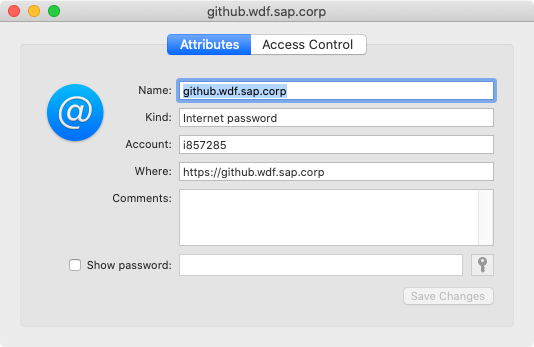 github.wdf.sap.corp
Attributes Access Control
@
Name: github.wdf.sap.corp
Kind: Internet password
Account: i857285
Where: https://github.wdf.sap.corp
Comments:
Show password:
Save Changes